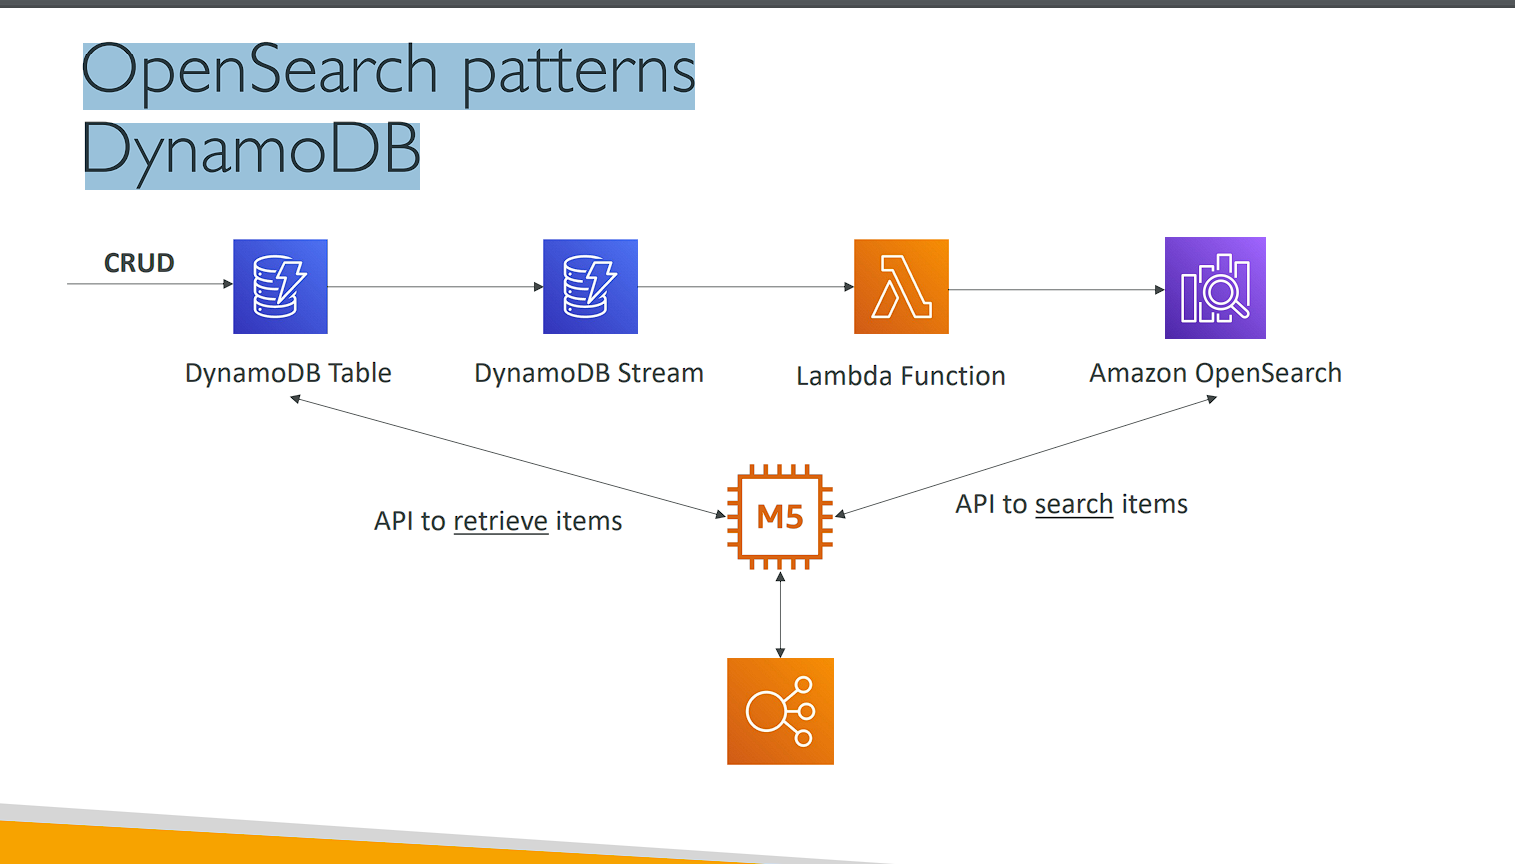 OpenSearch patterns
DynamoDB
CRUD
DynamoDB Table
DynamoDB Stream
Lambda Function
Amazon OpenSearch
API to retrieve items
M5
API to search items